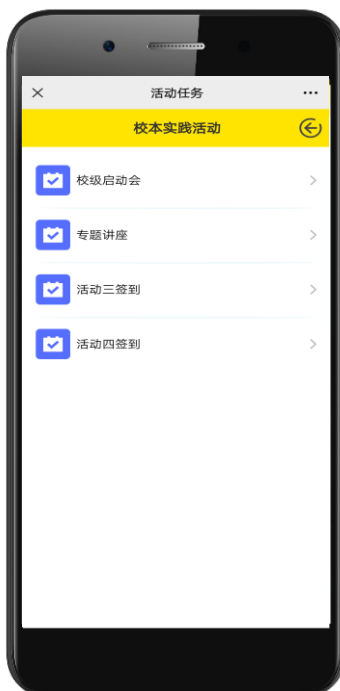 活动任务
校本实践活动
校级启动会
专题讲座
活动三签到
活动四签到